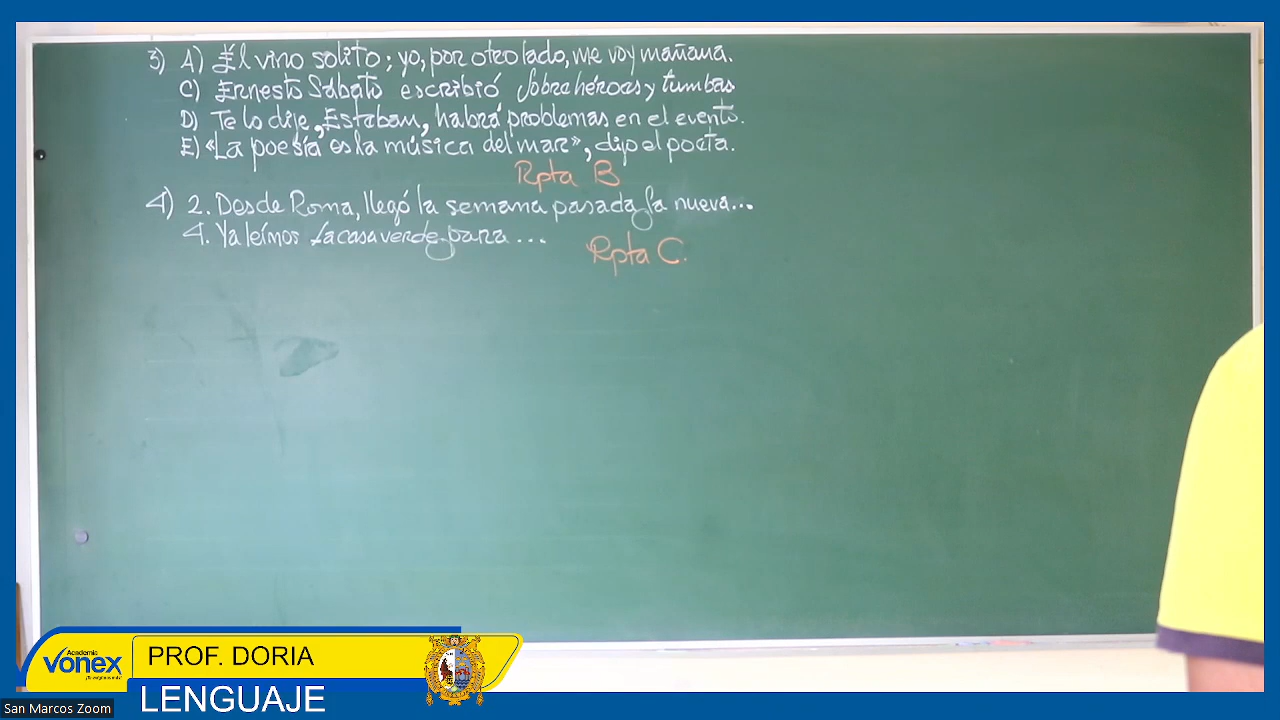 3) A) Él vino solito; yo, por otro lado, me voy mañana.
C) Ernesto Sábato escribió Sobre héroes y tumbas
D) Te lo dije, Esteban, habrá problemas en el evento.
E) «La poesía es la música del mar», dijo el poeta.
Rpta B
4) 2. Desde Roma, llegó la semana pasada la nueva...
4. Ya leímos La casa verde para ...
Rpta C.
Academia
vonex
PROF. DORIA
LENGUAJE
San Marcos Zoom